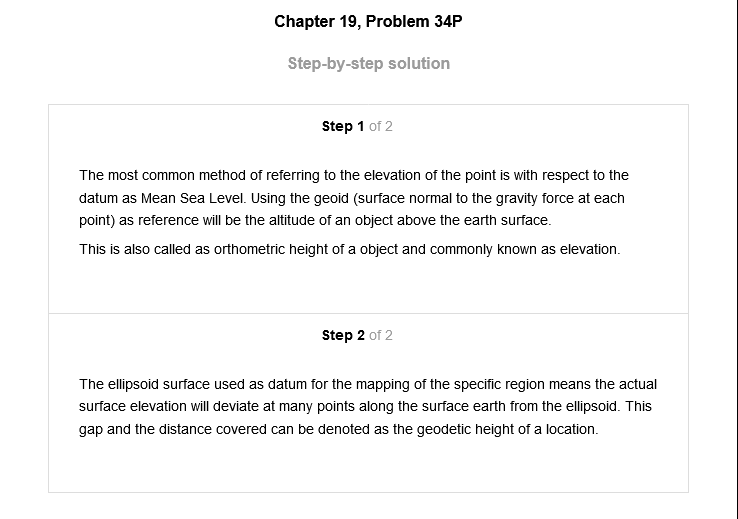 Chapter 19, Problem 34P
Step-by-step solution
Step 1 of 2
The most common method of referring to the elevation of the point is with respect to the
datum as Mean Sea Level. Using the geoid (surface normal to the gravity force at each
point) as reference will be the altitude of an object above the earth surface.
This is also called as orthometric height of a object and commonly known as elevation.
Step 2 of 2
The ellipsoid surface used as datum for the mapping of the specific region means the actual
surface elevation will deviate at many points along the surface earth from the ellipsoid. This
gap and the distance covered can be denoted as the geodetic height of a location.